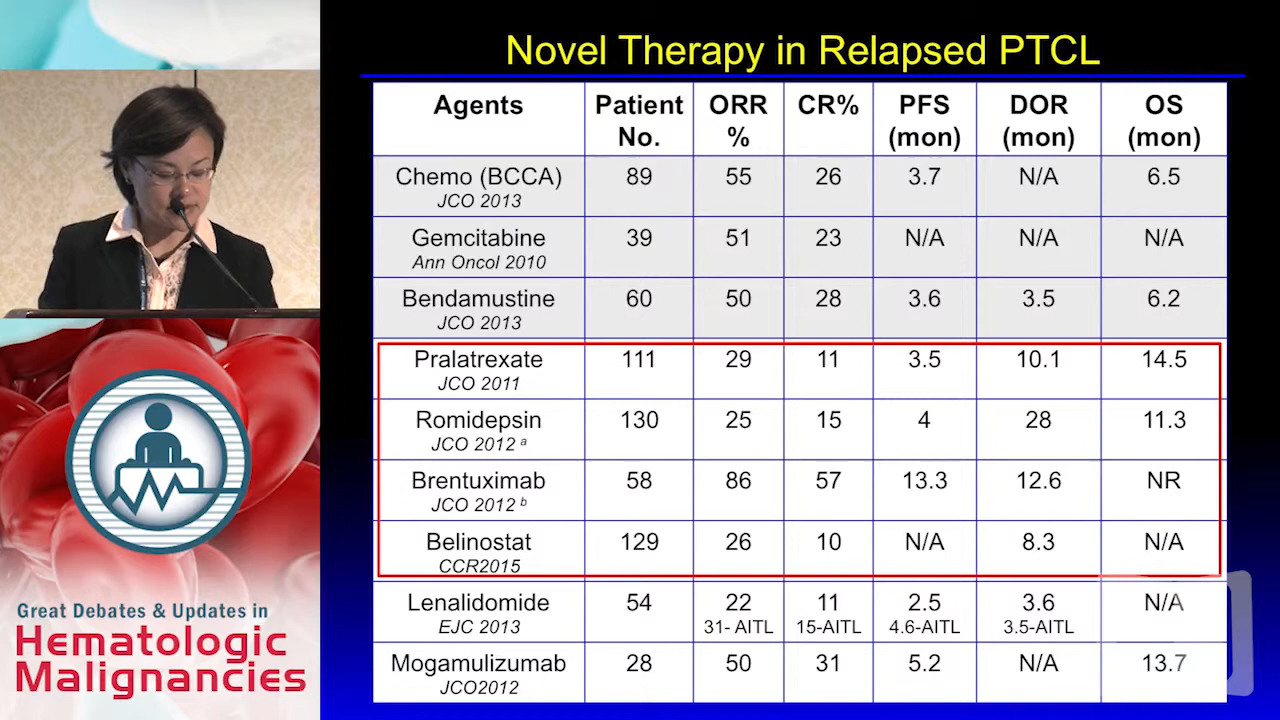 Novel Therapy in Relapsed PTCL
Agents Patient No. ORR % CR% PFS (mon) DOR (mon) OS (mon)
Chemo (BCCA) 89 55 26 3.7 N/A 6.5
JCO 2013
Gemcitabine 39 51 23 N/A N/A N/A
Ann Oncol 2010
Bendamustine 60 50 28 3.6 3.5 6.2
JCO 2013
Pralatrexate 111 29 11 3.5 10.1 14.5
JCO 2011
Romidepsin 130 25 15 4 28 11.3
JCO 2012 a
Brentuximab 58 86 57 13.3 12.6 NR
JCO 2012 b
Belinostat 129 26 10 N/A 8.3 N/A
CCR2015
Lenalidomide 54 22 11 2.5 3.6 N/A
EJC 2013 31- AITL 15-AITL 4.6-AITL 3.5-AITL
Mogamulizumab 28 50 31 5.2 N/A 13.7
JCO2012
Great Debates & Updates in
Hematologic
Malignancies